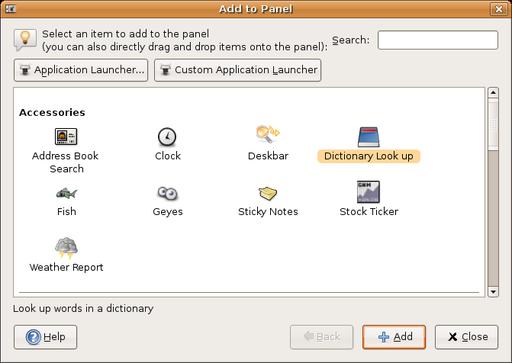 Add to Panel
Select an item to add to the panel
(you can also directly drag and drop items onto the panel):
Search:
Application Launcher...
Custom Application Launcher
Accessories
Address Book Search
Clock
Deskbar
Dictionary Look up
Fish
Geyes
Sticky Notes
Stock Ticker
Weather Report
Look up words in a dictionary
Help
Back
Add
Close